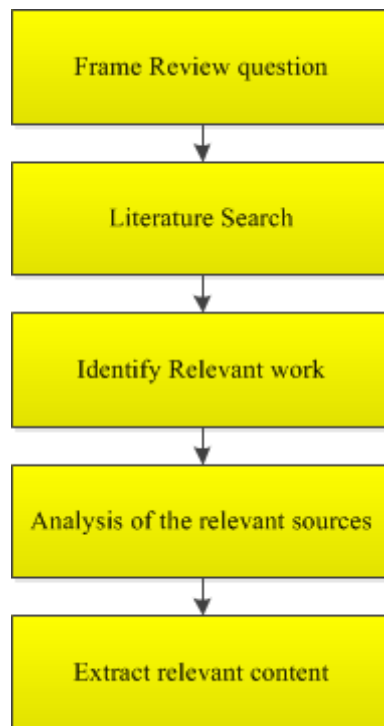 Frame Review question
Literature Search
Identify Relevant work
Analysis of the relevant sources
Extract relevant content